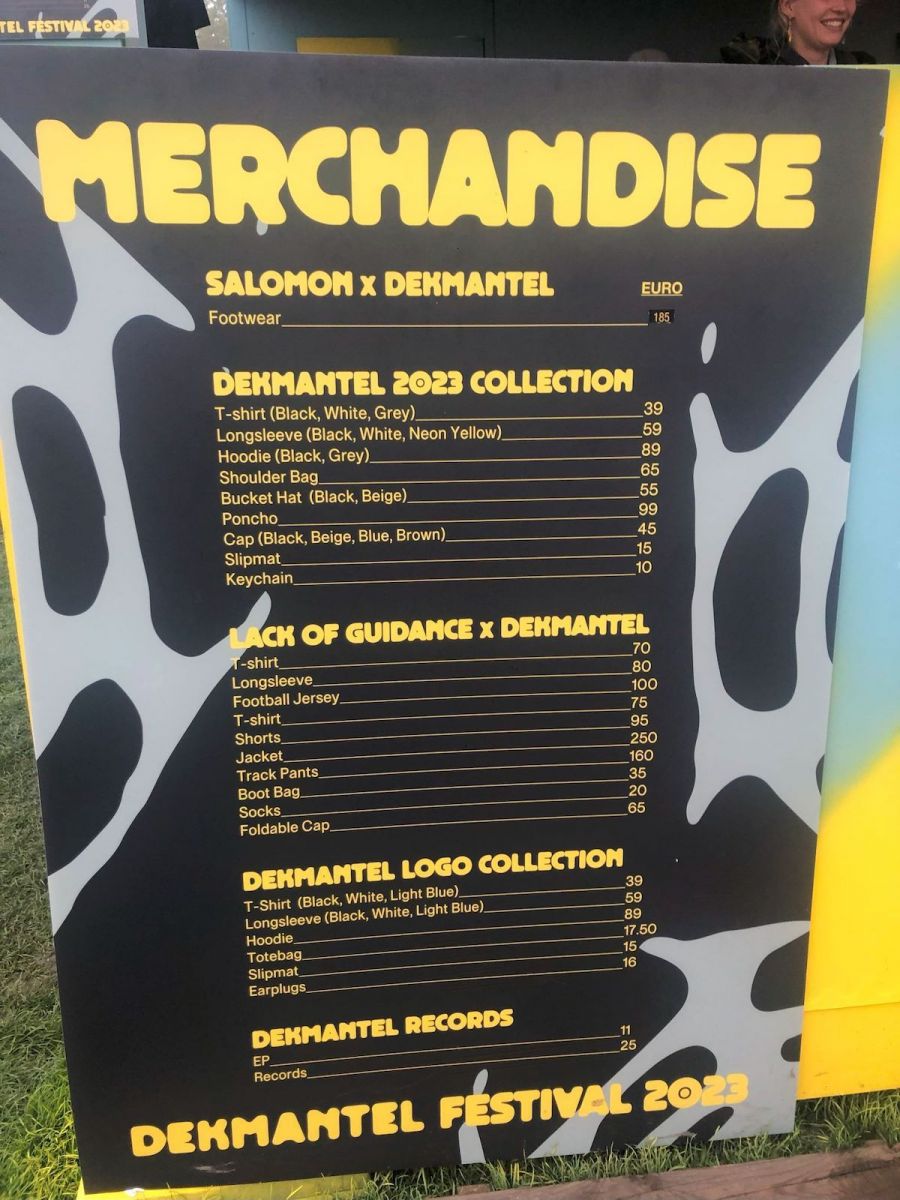 TEL FESTIVAL 2023
MERCHANDISE
SALOMON x DEKMANTEL EURO
Footwear 185
DEKMANTEL 2023 COLLECTION
T-shirt (Black, White, Grey) 39
Longsleeve (Black, White, Neon Yellow) 59
Hoodie (Black, Grey) 89
Shoulder Bag 65
Bucket Hat (Black, Beige) 55
Poncho 99
Cap (Black, Beige, Blue, Brown) 45
Slipmat 15
Keychain 10
LACK OF GUIDANCE x DEKMANTEL
T-shirt 70
Longsleeve 80
Football Jersey 100
T-shirt 75
Shorts 95
Jacket 250
Track Pants 160
Boot Bag 35
Socks 20
Foldable Cap 65
DEKMANTEL LOGO COLLECTION
T-Shirt (Black, White, Light Blue) 39
Longsleeve (Black, White, Light Blue) 59
Hoodie 89
Totebag 17.50
Slipmat 15
Earplugs 16
DEKMANTEL RECORDS
EP 11
Records 25
DEKMANTEL FESTIVAL 2023